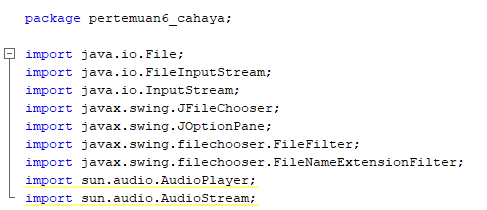 package pertemuan6_cahaya;
import java.io.File;
import java.io.FileInputStream;
import java.io.InputStream;
import javax.swing.JFileChooser;
import javax.swing.JOptionPane;
import javax.swing.filechooser.FileFilter;
import javax.swing.filechooser.FileNameExtensionFilter;
import sun.audio.AudioPlayer;
import sun.audio.AudioStream;